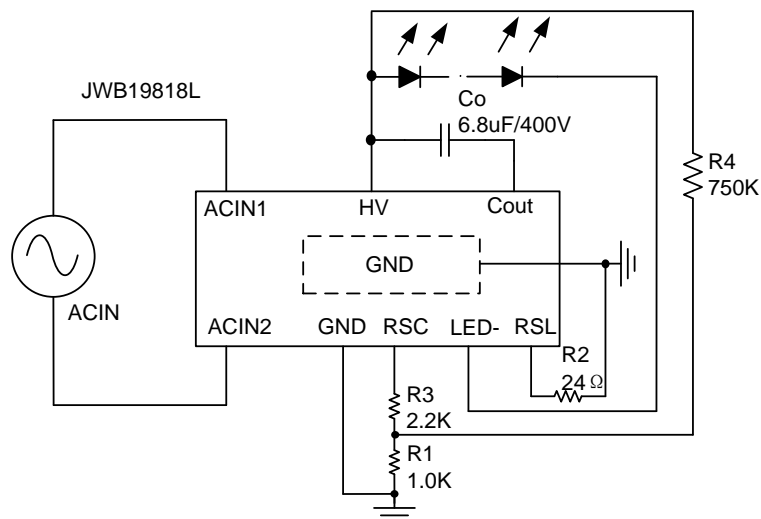 JWB19818L
Co
6.8uF/400V
R4
750K
ACIN1
HV
Cout
GND
ACIN
ACIN2
GND
RSC
LED-
RSL
R2
24Ω
R3
2.2K
R1
1.0K